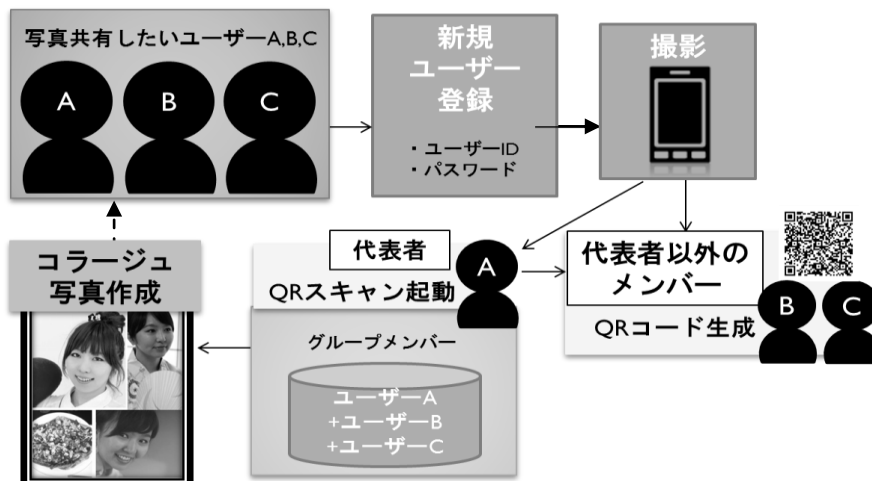 写真共有したいユーザーA,B,C
A
B
C
新規
ユーザー
登録
・ユーザーID
・パスワード
撮影
代表者
A
QRスキャン起動
代表者以外の
メンバー
QRコード生成
B
C
グループメンバー
ユーザーA
+ユーザーB
+ユーザーC
コラージュ
写真作成